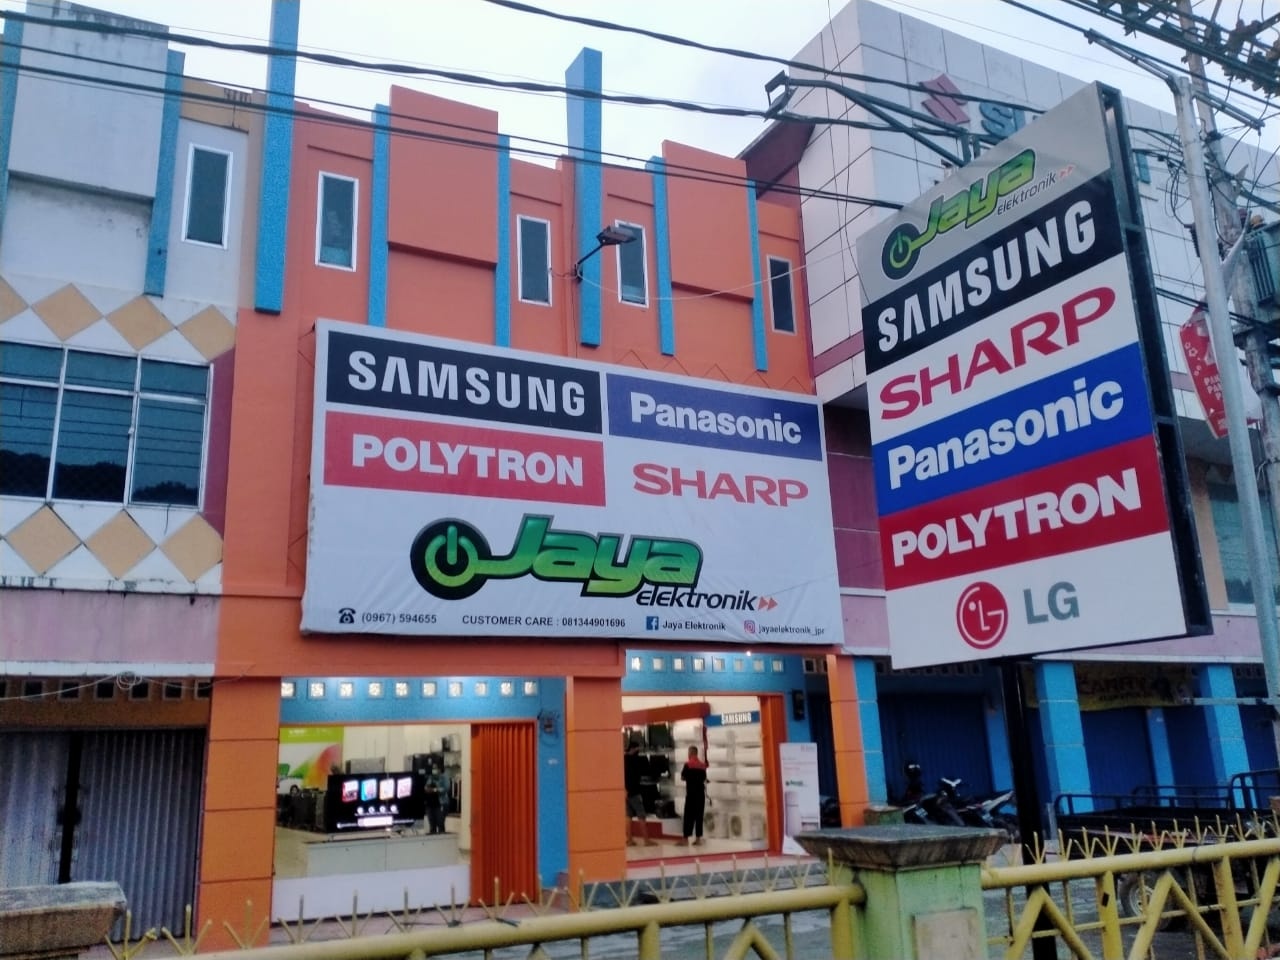 SAMSUNG
Panasonic
POLYTRON
SHARP
Jaya
elektronik
(0967) 594655
CUSTOMER CARE : 081344901696
Jaya Elektronik
jayaelektronik_jpr
Jaya
elektronik
SAMSUNG
SHARP
Panasonic
POLYTRON
LG
SAMSUNG
CARRY